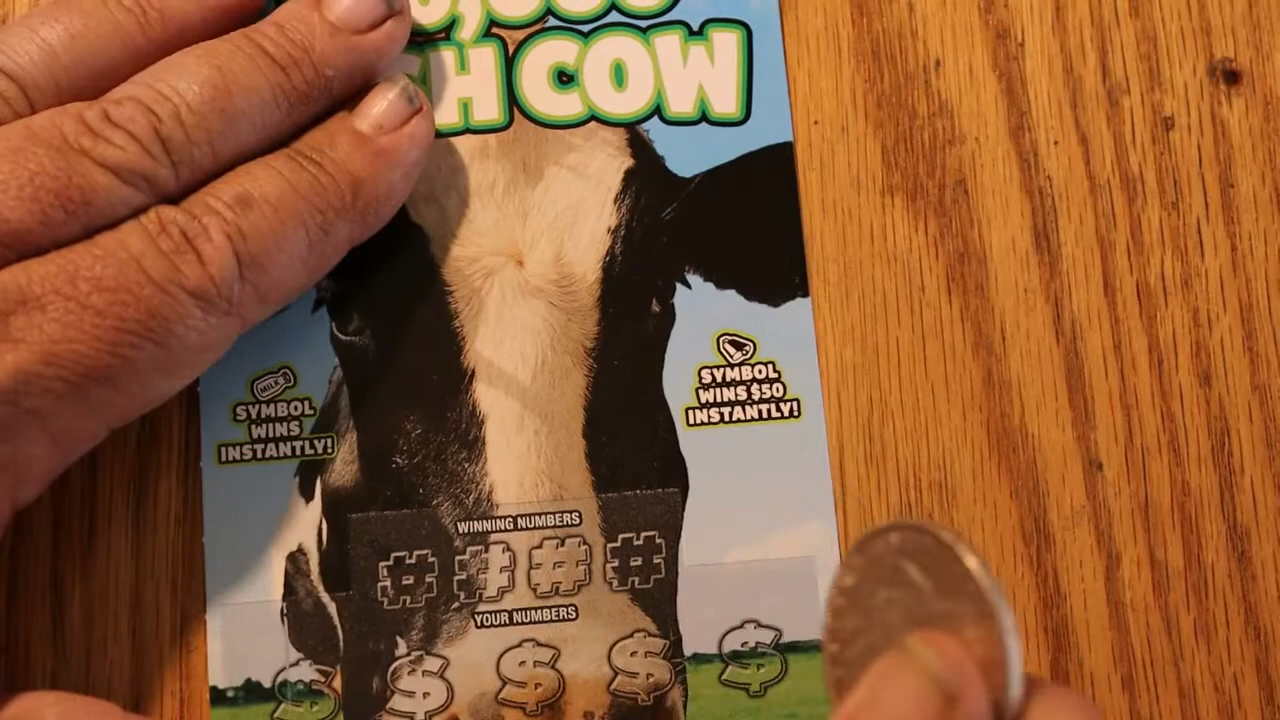 COW
MILK
SYMBOL
WINS
INSTANTLY!
SYMBOL
WINS $50
INSTANTLY!
WINNING NUMBERS
# # # #
YOUR NUMBERS
$ $ $ $ $